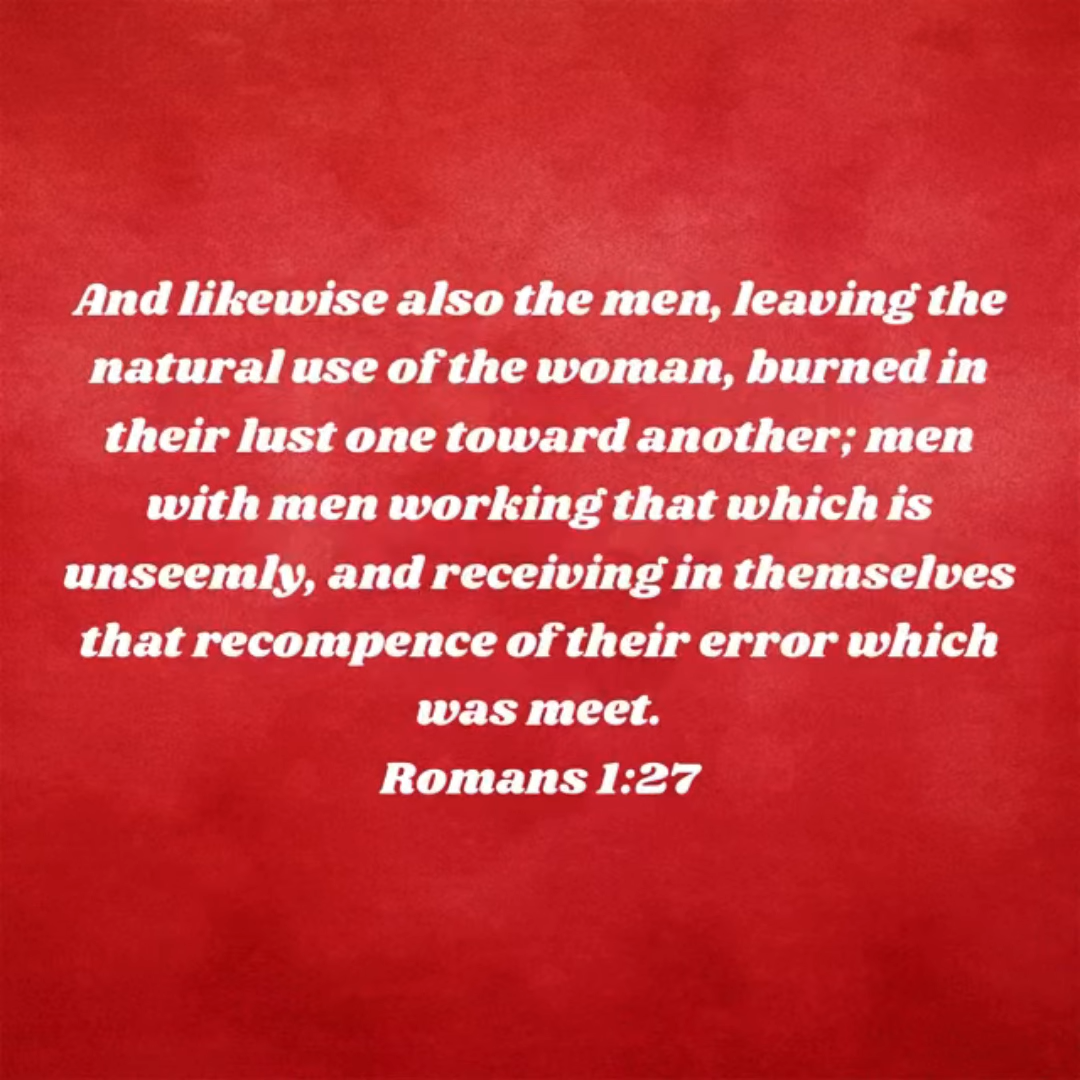 And likewise also the men, leaving the
natural use of the woman, burned in
their lust one toward another; men
with men working that which is
unseemly, and receiving in themselves
that recompence of their error which
was meet.
Romans 1:27